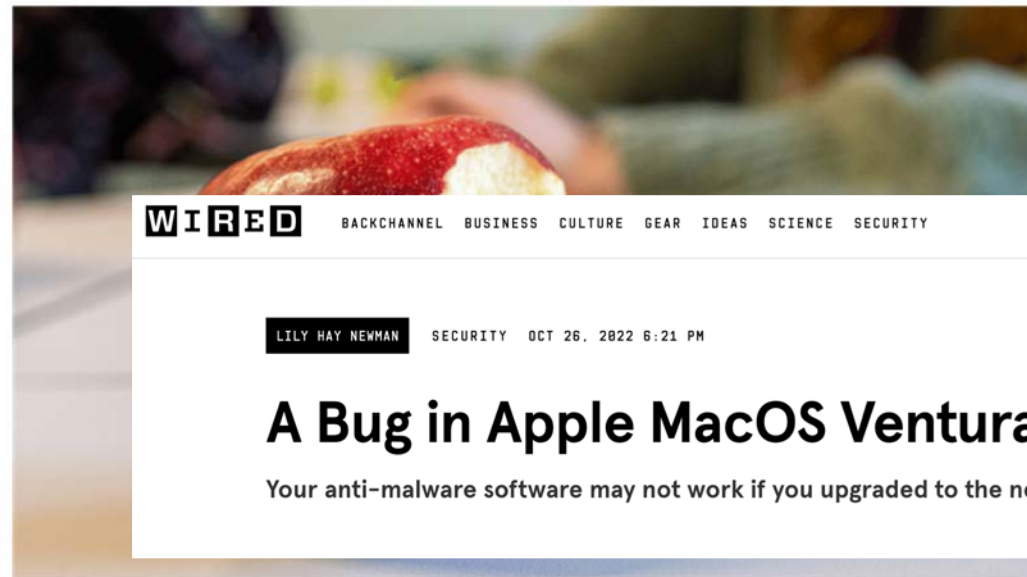 WIRED BACKCHANNEL BUSINESS CULTURE GEAR IDEAS SCIENCE SECURITY
LILY HAY NEWMAN SECURITY OCT 26, 2022 6:21 PM
A Bug in Apple MacOS Ventura
Your anti-malware software may not work if you upgraded to the